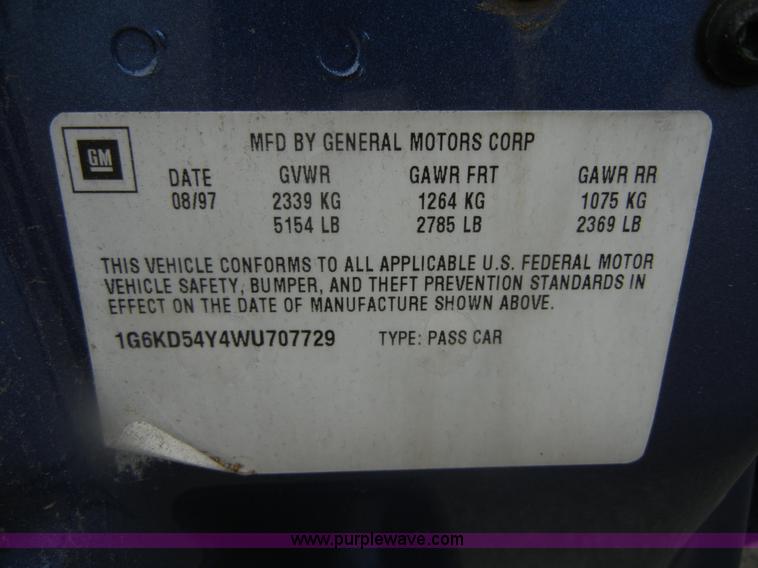 MFD BY GENERAL MOTORS CORP
GM
DATE GVWR GAWR FRT GAWR RR
08/97 2339 KG 1264 KG 1075 KG
5154 LB 2785 LB 2369 LB
THIS VEHICLE CONFORMS TO ALL APPLICABLE U.S. FEDERAL MOTOR
VEHICLE SAFETY, BUMPER, AND THEFT PREVENTION STANDARDS IN
EFFECT ON THE DATE OF MANUFACTURE SHOWN ABOVE.
1G6KD54Y4WU707729 TYPE: PASS CAR
www.purplewave.com